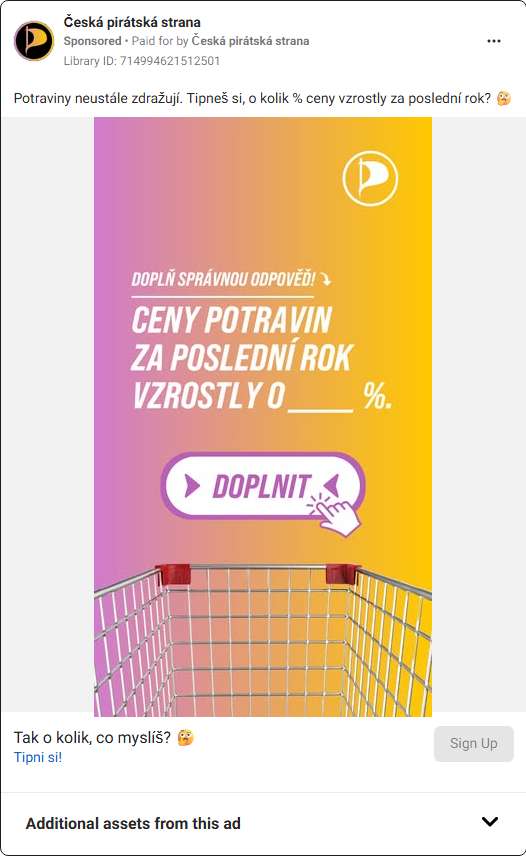 Česká pirátská strana
Sponsored • Paid for by Česká pirátská strana
Library ID: 714994621512501
Potraviny neustále zdražují. Tipneš si, o kolik % ceny vzrostly za poslední rok? 🤔
DOPLŇ SPRÁVNOU ODPOVĚĎ!
CENY POTRAVIN
ZA POSLEDNÍ ROK
VZROSTLY O ____ %.
DOPLNIT
Tak o kolik, co myslíš? 🤔
Tipni si!
Sign Up
Additional assets from this ad